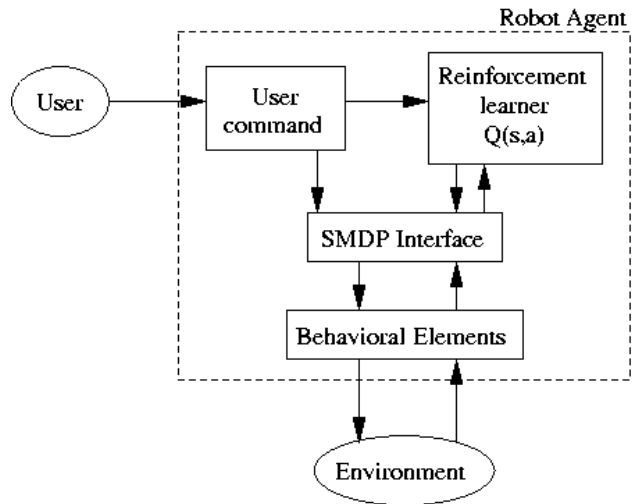 Robot Agent
User
User
command
Reinforcement
learner
Q(s,a)
SMDP Interface
Behavioral Elements
Environment